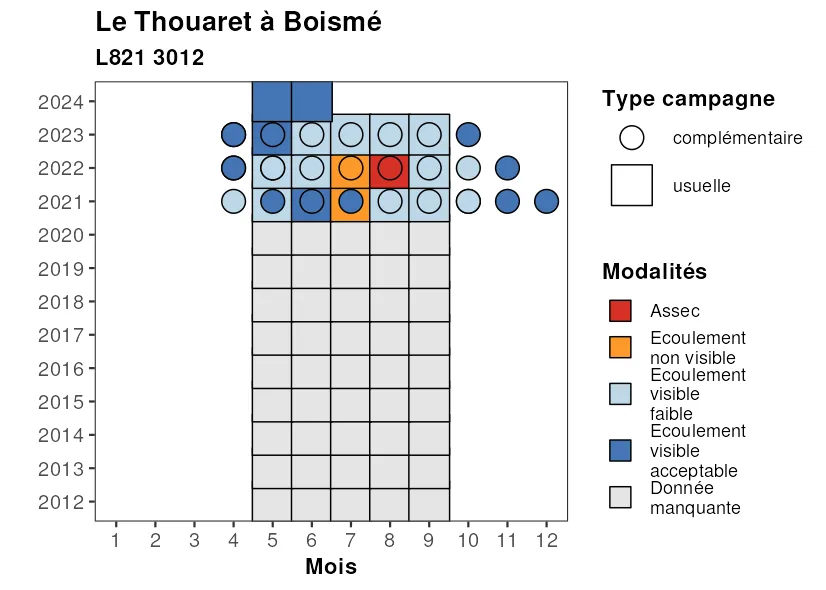 Le Thouaret à Boismé
L821 3012
2024
2023
2022
2021
2020
2019
2018
2017
2016
2015
2014
2013
2012
1 2 3 4 5 6 7 8 9 10 11 12
Mois
Type campagne
complémentaire
usuelle
Modalités
Assec
Ecoulement
non visible
Ecoulement
visible
faible
Ecoulement
visible
acceptable
Donnée
manquante